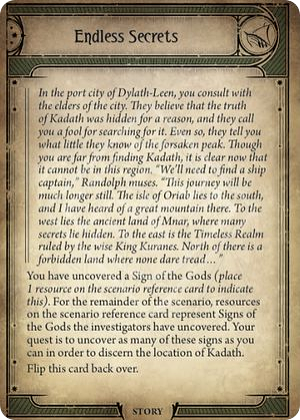 Endless Secrets
In the port city of Dylath-Leen, you consult with
the elders of the city. They believe that the truth
of Kadath was hidden for a reason, and they call
you a fool for searching for it. Even so, they tell you
what little they know of the forsaken peak. Though
you are far from finding Kadath, it is clear now that
it cannot be in this region. “We’ll need to find a ship
captain,” Randolph muses. “This journey will be
much longer still. The isle of Oriab lies to the south,
and I have heard of a great mountain there. To the
west lies the ancient land of Mnar, where many
secrets lie hidden. To the east is the Timeless Realm
ruled by the wise King Kuranes. North of there is a
forbidden land where none dare tread…”
You have uncovered a Sign of the Gods (place
1 resource on the scenario reference card to indicate
this). For the remainder of the scenario, resources
on the scenario reference card represent Signs of
the Gods the investigators have uncovered. Your
quest is to uncover as many of these signs as you
can in order to discern the location of Kadath.
Flip this card back over.
STORY